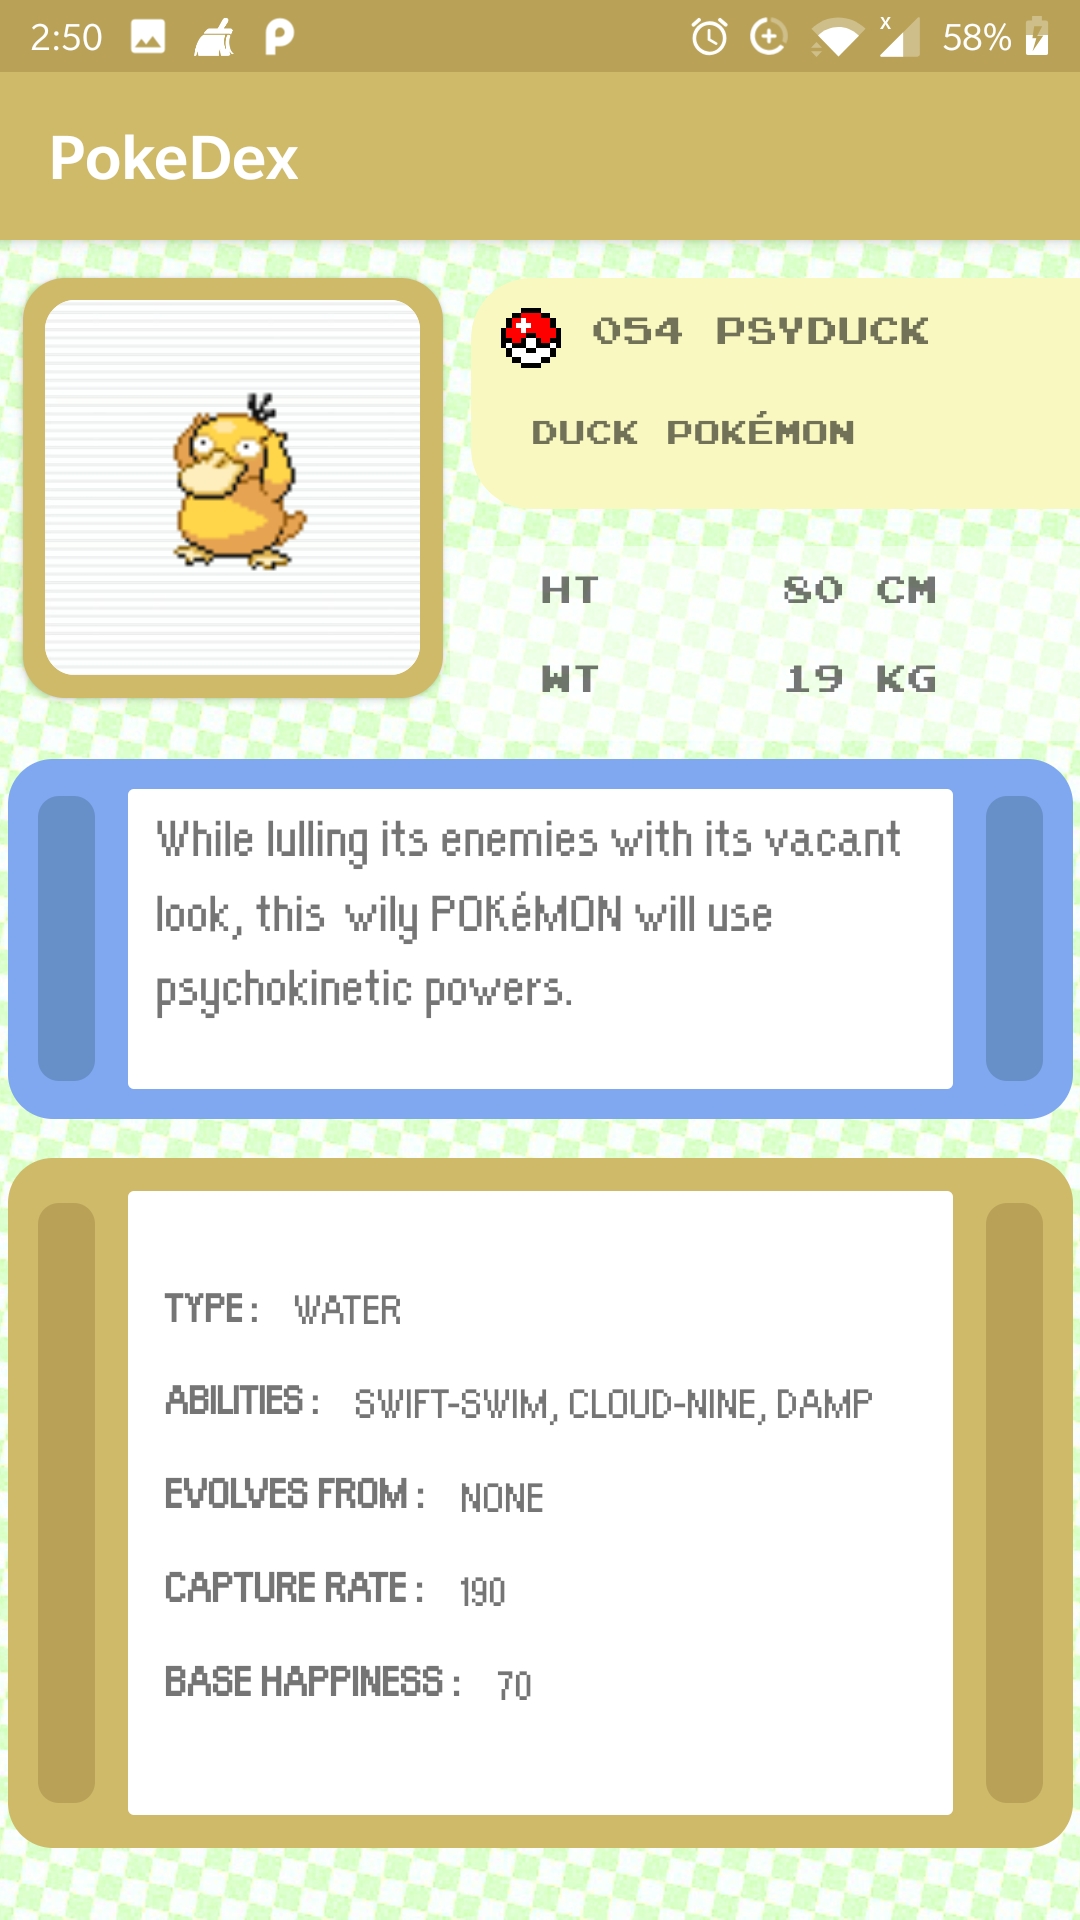 2:50
x
58%
PokeDex
054 PSYDUCK
DUCK POKÉMON
HT 80 CM
WT 19 KG
While lulling its enemies with its vacant
look, this wily POKéMON will use
psychokinetic powers.
TYPE : WATER
ABILITIES : SWIFT-SWIM, CLOUD-NINE, DAMP
EVOLVES FROM : NONE
CAPTURE RATE : 190
BASE HAPPINESS : 70